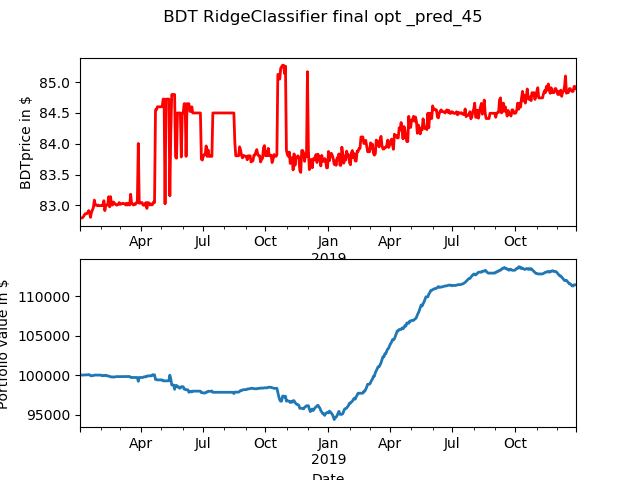 BDT RidgeClassifier final opt _pred_45
BDTprice in $
85.0
84.5
84.0
83.5
83.0
Apr
Jul
Oct
Jan
Apr
Jul
Oct
2019
Portfolio Value in $
110000
105000
100000
95000
Apr
Jul
Oct
Jan
Apr
Jul
Oct
2019
Date